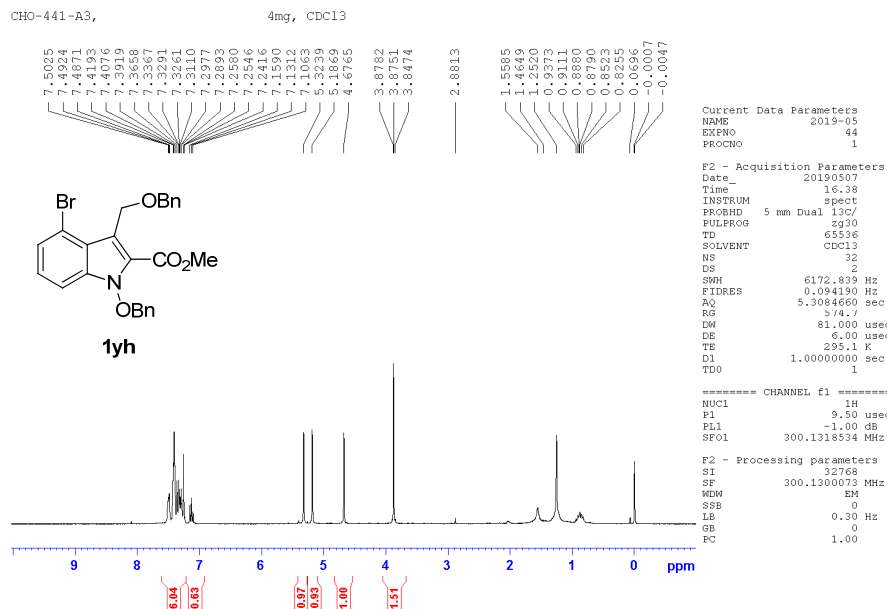 CHO-441-A3, 4mg, CDCl3
7.5025
7.4924
7.4871
7.4193
7.4076
7.3919
7.3658
7.3367
7.3291
7.3261
7.3110
7.2977
7.2893
7.2580
7.2546
7.2416
7.1590
7.1312
7.1063
5.3239
5.1869
4.6765
3.8782
3.8751
3.8474
2.8813
1.5585
1.4649
1.2520
0.9373
0.9111
0.8880
0.8790
0.8523
0.8255
0.0696
-0.0007
-0.0047
Br
OBn
CO2Me
N
OBn
1yh
Current Data Parameters
NAME 2019-05
EXPNO 44
PROCNO 1
F2 - Acquisition Parameters
Date_ 20190507
Time 16.38
INSTRUM spect
PROBHD 5 mm Dual 13C/
PULPROG zg30
TD 65536
SOLVENT CDCl3
NS 32
DS 2
SWH 6172.839 Hz
FIDRES 0.094190 Hz
AQ 5.3084660 sec
RG 574.7
DW 81.000 usec
DE 6.00 usec
TE 295.1 K
D1 1.00000000 sec
TD0 1
======== CHANNEL f1 ========
NUC1 1H
P1 9.50 usec
PL1 -1.00 dB
SFO1 300.1318534 MHz
F2 - Processing parameters
SI 32768
SF 300.1300073 MHz
WDW EM
SSB 0
LB 0.30 Hz
GB 0
PC 1.00
9 8 7 6 5 4 3 2 1 0 ppm
6.04
0.63
0.97
0.93
1.00
1.51